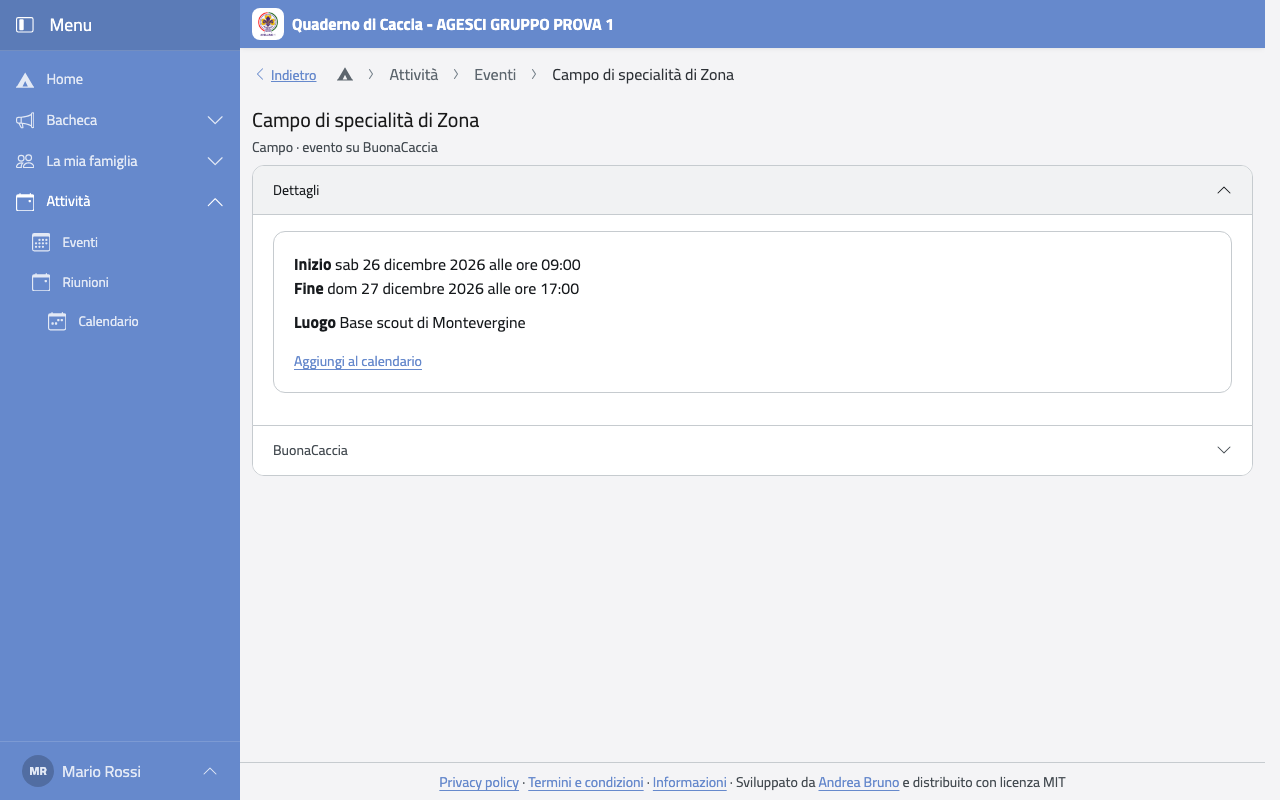 Menu
Quaderno di Caccia - AGESCI GRUPPO PROVA 1
Home
Bacheca
La mia famiglia
Attività
Eventi
Riunioni
Calendario
MR Mario Rossi
Indietro Attività Eventi Campo di specialità di Zona
Campo di specialità di Zona
Campo · evento su BuonaCaccia
Dettagli
Inizio sab 26 dicembre 2026 alle ore 09:00
Fine dom 27 dicembre 2026 alle ore 17:00
Luogo Base scout di Montevergine
Aggiungi al calendario
BuonaCaccia
Privacy policy · Termini e condizioni · Informazioni · Sviluppato da Andrea Bruno e distribuito con licenza MIT